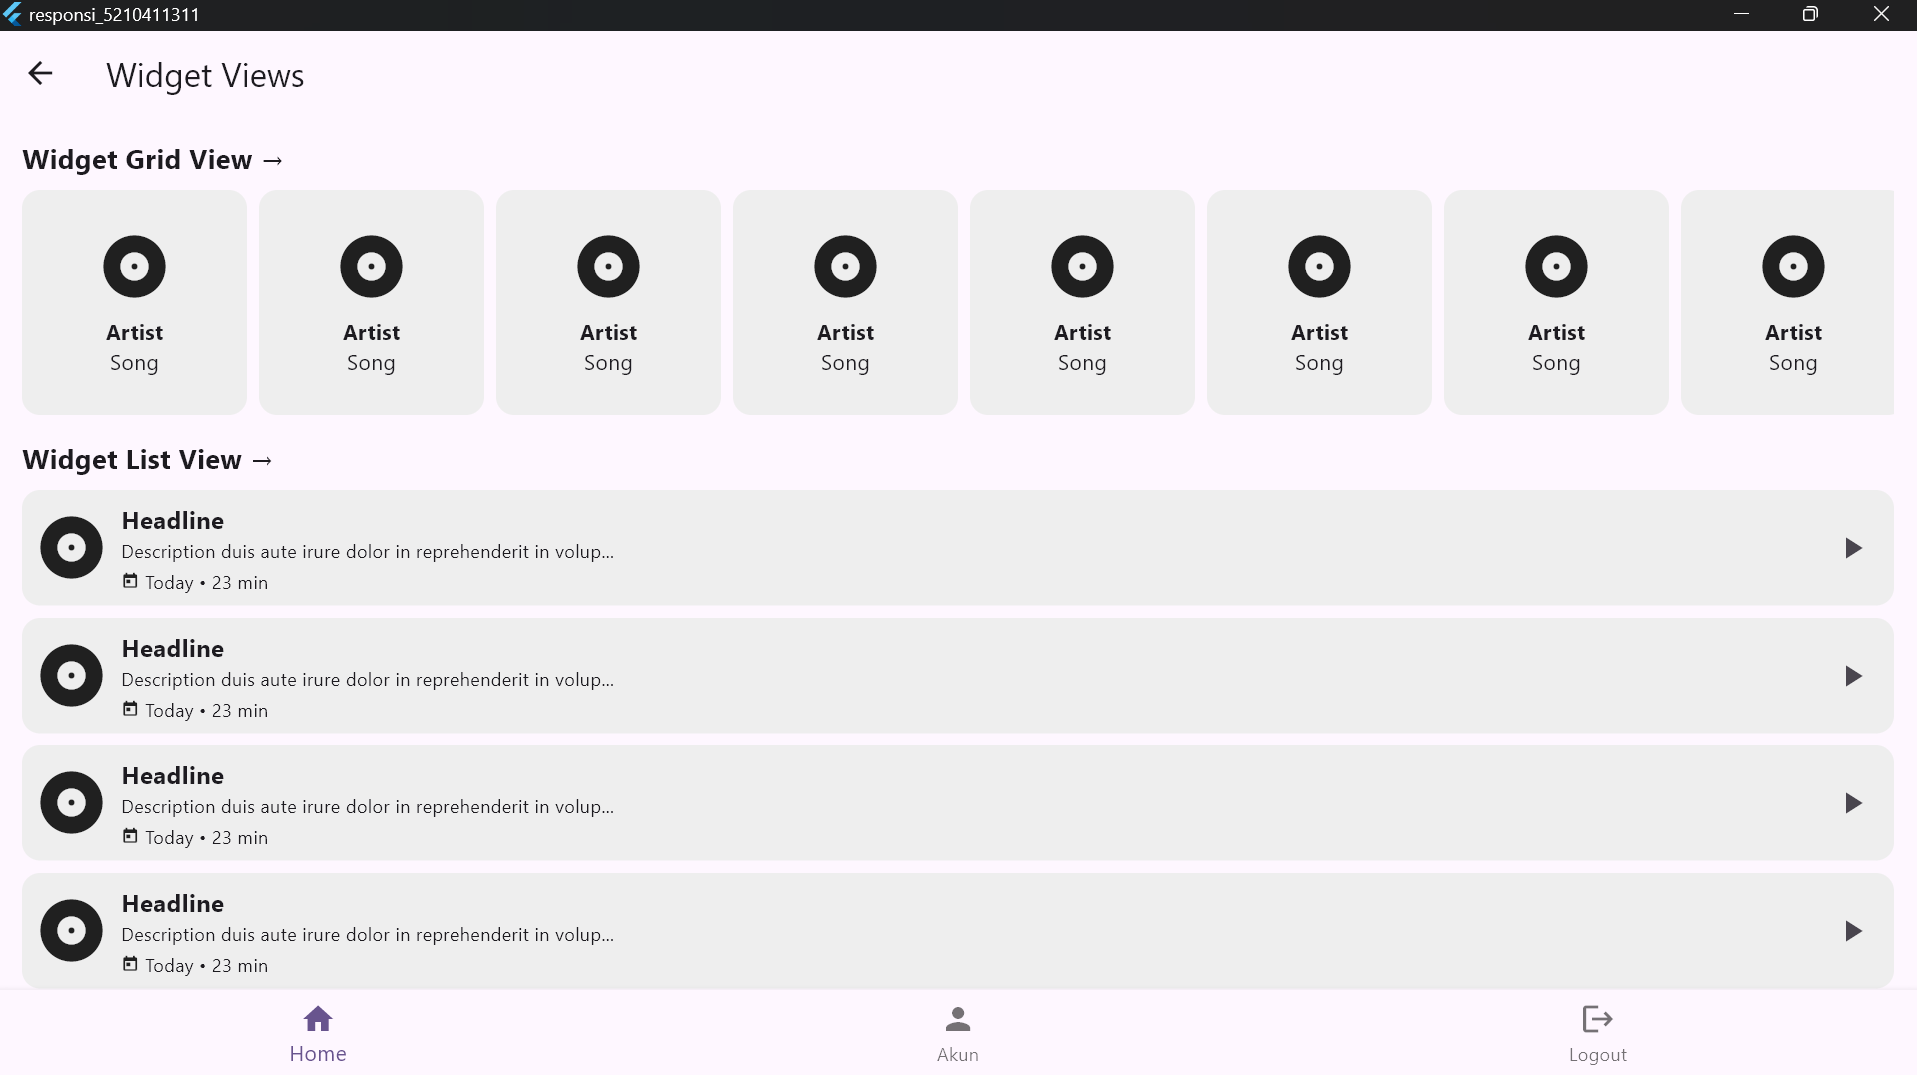 responsi_5210411311
Widget Views
Widget Grid View →
Artist Artist Artist Artist Artist Artist Artist Artist
Song Song Song Song Song Song Song Song
Widget List View →
Headline
Description duis aute irure dolor in reprehenderit in volup...
Today • 23 min
Headline
Description duis aute irure dolor in reprehenderit in volup...
Today • 23 min
Headline
Description duis aute irure dolor in reprehenderit in volup...
Today • 23 min
Headline
Description duis aute irure dolor in reprehenderit in volup...
Today • 23 min
Home Akun Logout